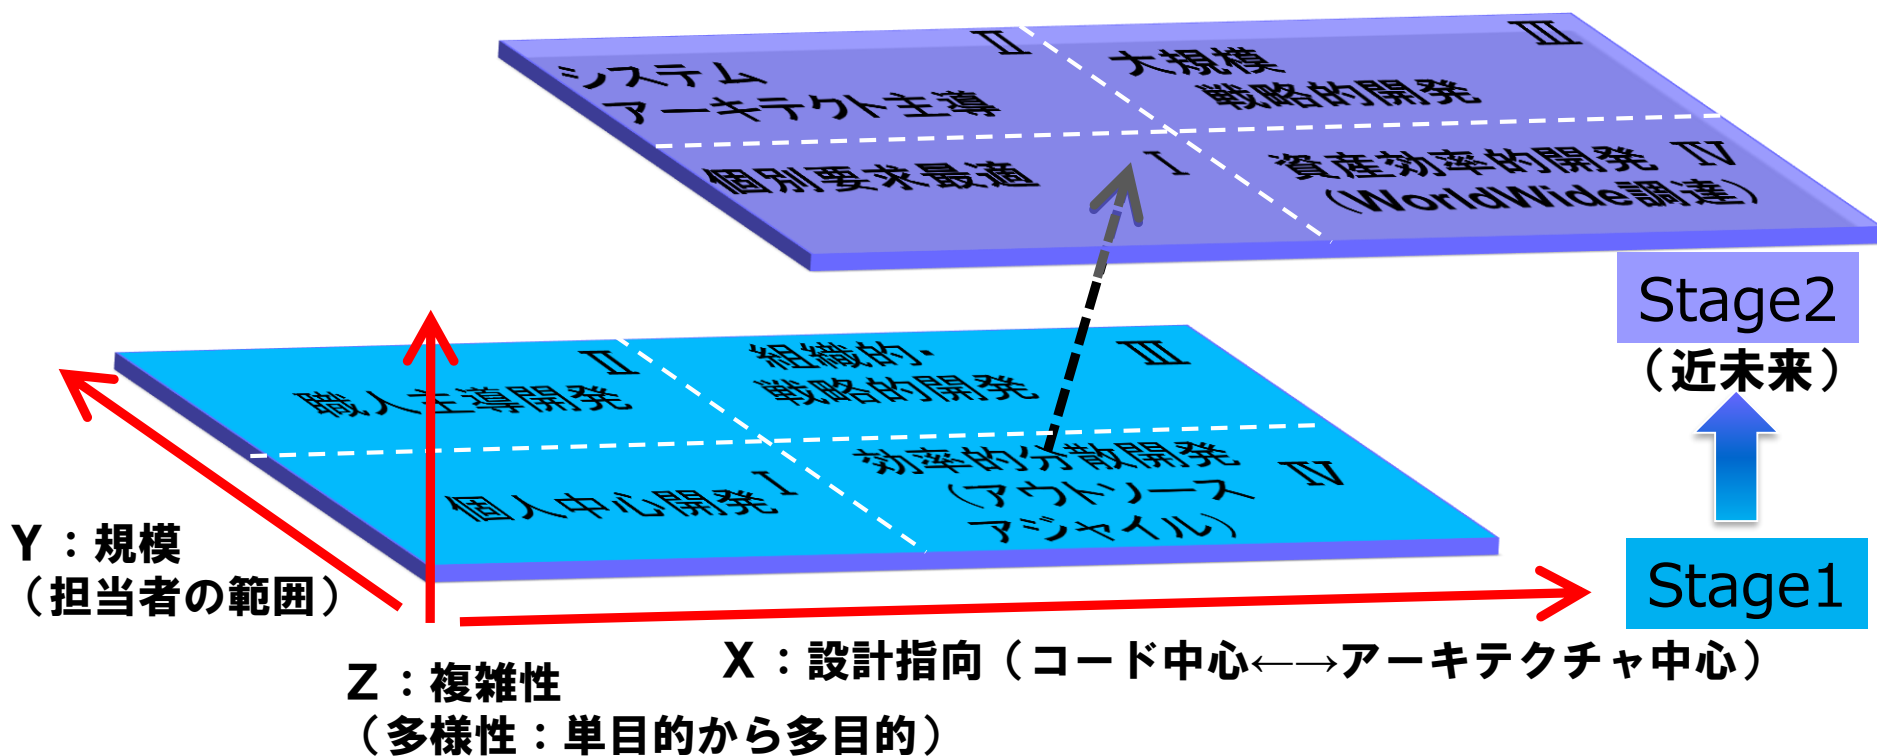 Ⅱ
システム
アーキテクト主導
Ⅲ
大規模
戦略的開発
個別要求最適
Ⅰ
資産効率的開発 Ⅳ
（WorldWide調達）
Stage2
（近未来）
Ⅱ
職人主導開発
組織的・
戦略的開発
Ⅲ
個人中心開発
Ⅰ
効率的分散開発
（アウトソース
アジャイル）
Ⅳ
Stage1
Y：規模
（担当者の範囲）
X：設計指向（コード中心←→アーキテクチャ中心）
Z：複雑性
（多様性：単目的から多目的）